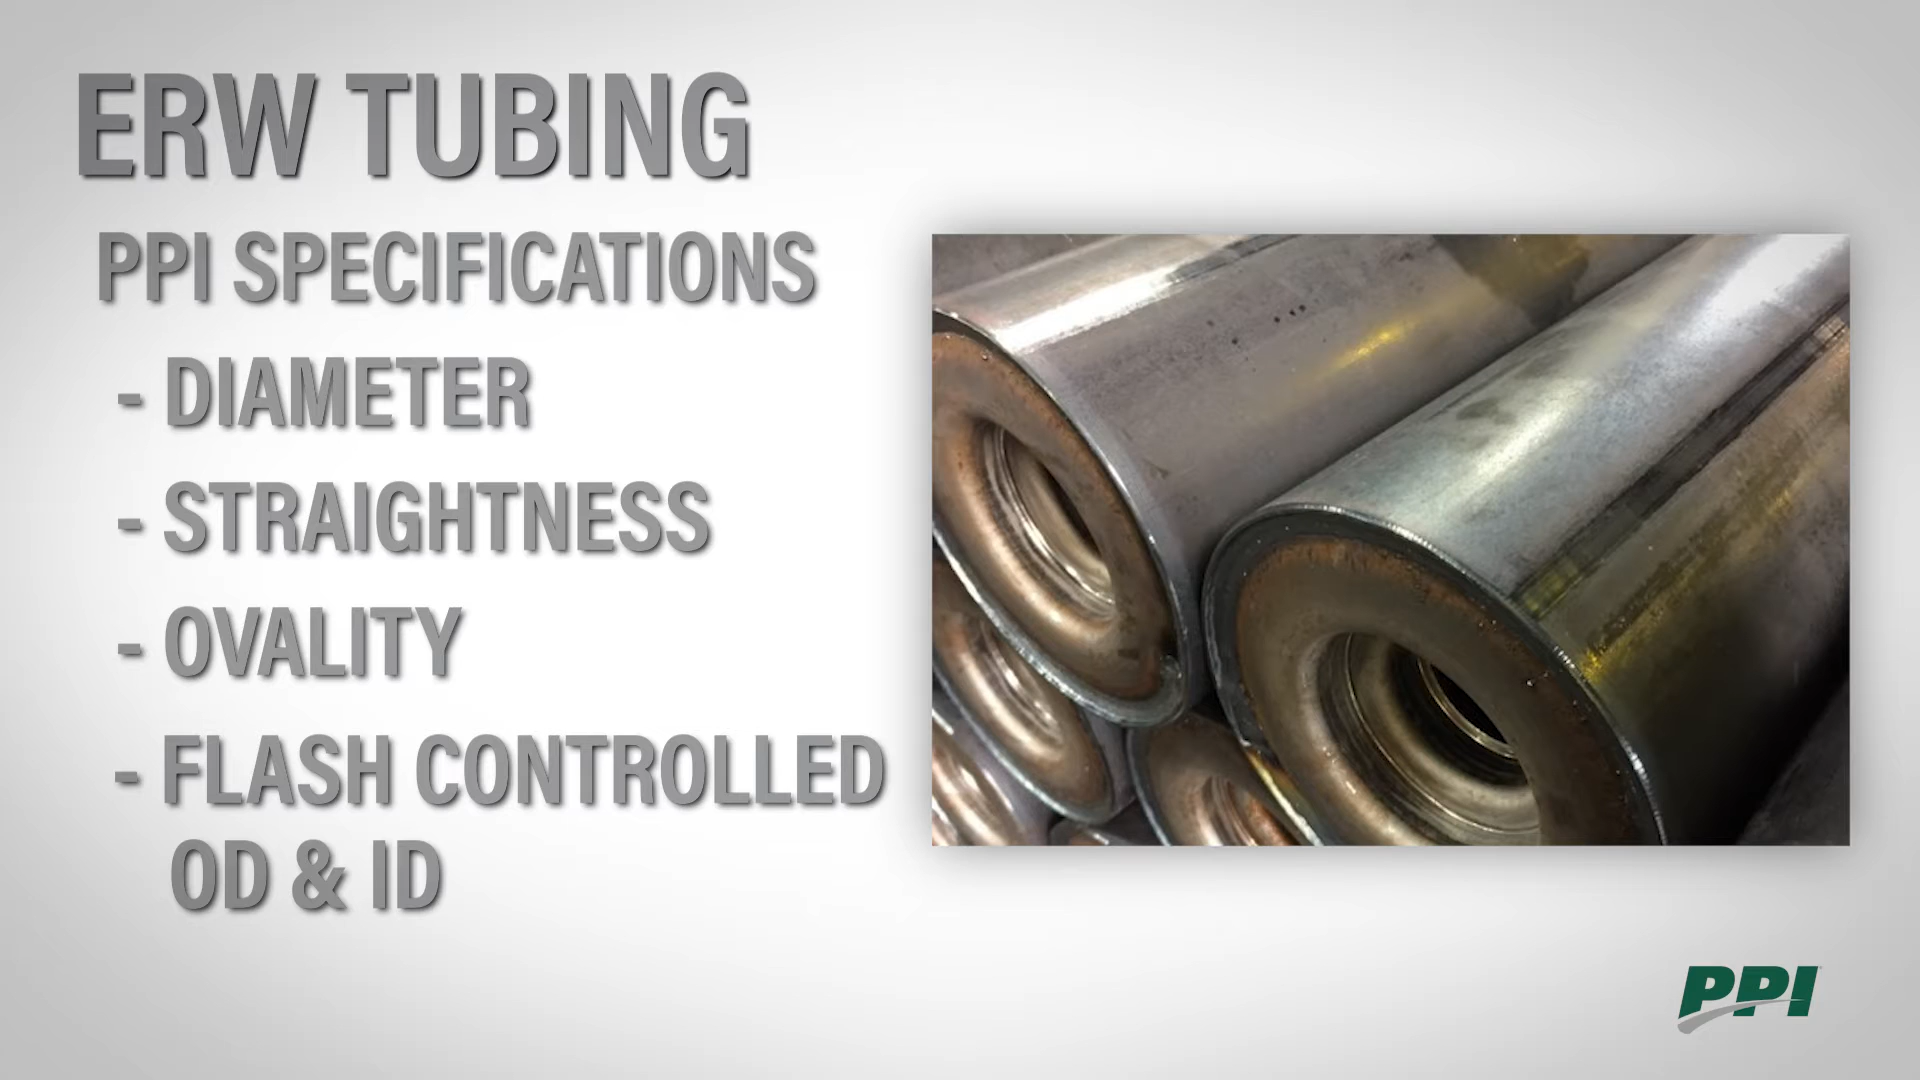 ERW TUBING
PPI SPECIFICATIONS
- DIAMETER
- STRAIGHTNESS
- OVALITY
- FLASH CONTROLLED
OD & ID
PPI